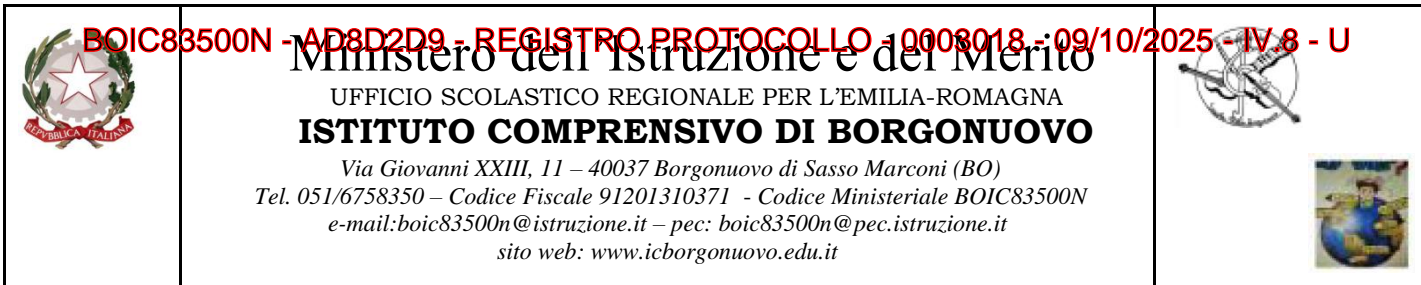 BOIC83500N - AD8D2D9 - REGISTRO PROTOCOLLO - 0008018 - 09/10/2025 - IV.8 - U
Ministero dell'Istruzione e del Merito
UFFICIO SCOLASTICO REGIONALE PER L'EMILIA-ROMAGNA
ISTITUTO COMPRENSIVO DI BORGONUOVO
Via Giovanni XXIII, 11 – 40037 Borgonuovo di Sasso Marconi (BO)
Tel. 051/6758350 – Codice Fiscale 91201310371 - Codice Ministeriale BOIC83500N
e-mail:boic83500n@istruzione.it – pec: boic83500n@pec.istruzione.it
sito web: www.icborgonuovo.edu.it
REPVBBLICA ITALIANA